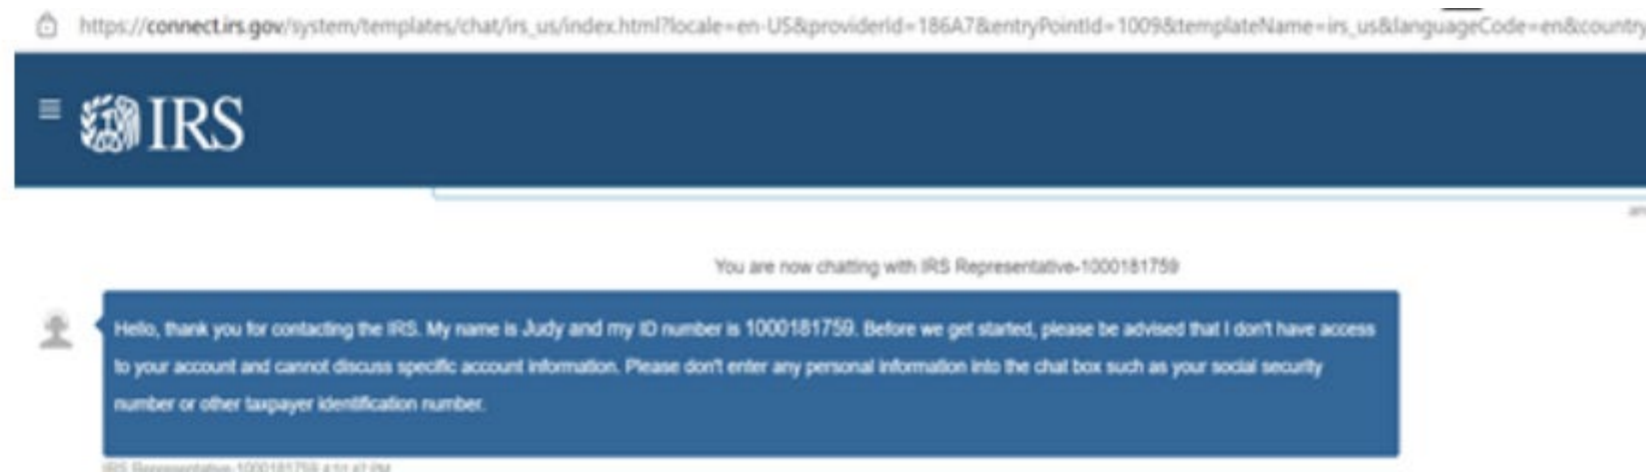 https://connect.irs.gov/system/templates/chat/irs_us/index.html?locale=en-US&providerId=186A7&entryPointId=1009&templateName=irs_us&languageCode=en&country
IRS
You are now chatting with IRS Representative-1000181759
Hello, thank you for contacting the IRS. My name is Judy and my ID number is 1000181759. Before we get started, please be advised that I don't have access
to your account and cannot discuss specific account information. Please don't enter any personal information into the chat box such as your social security
number or other taxpayer identification number.
IRS Representative-1000181759